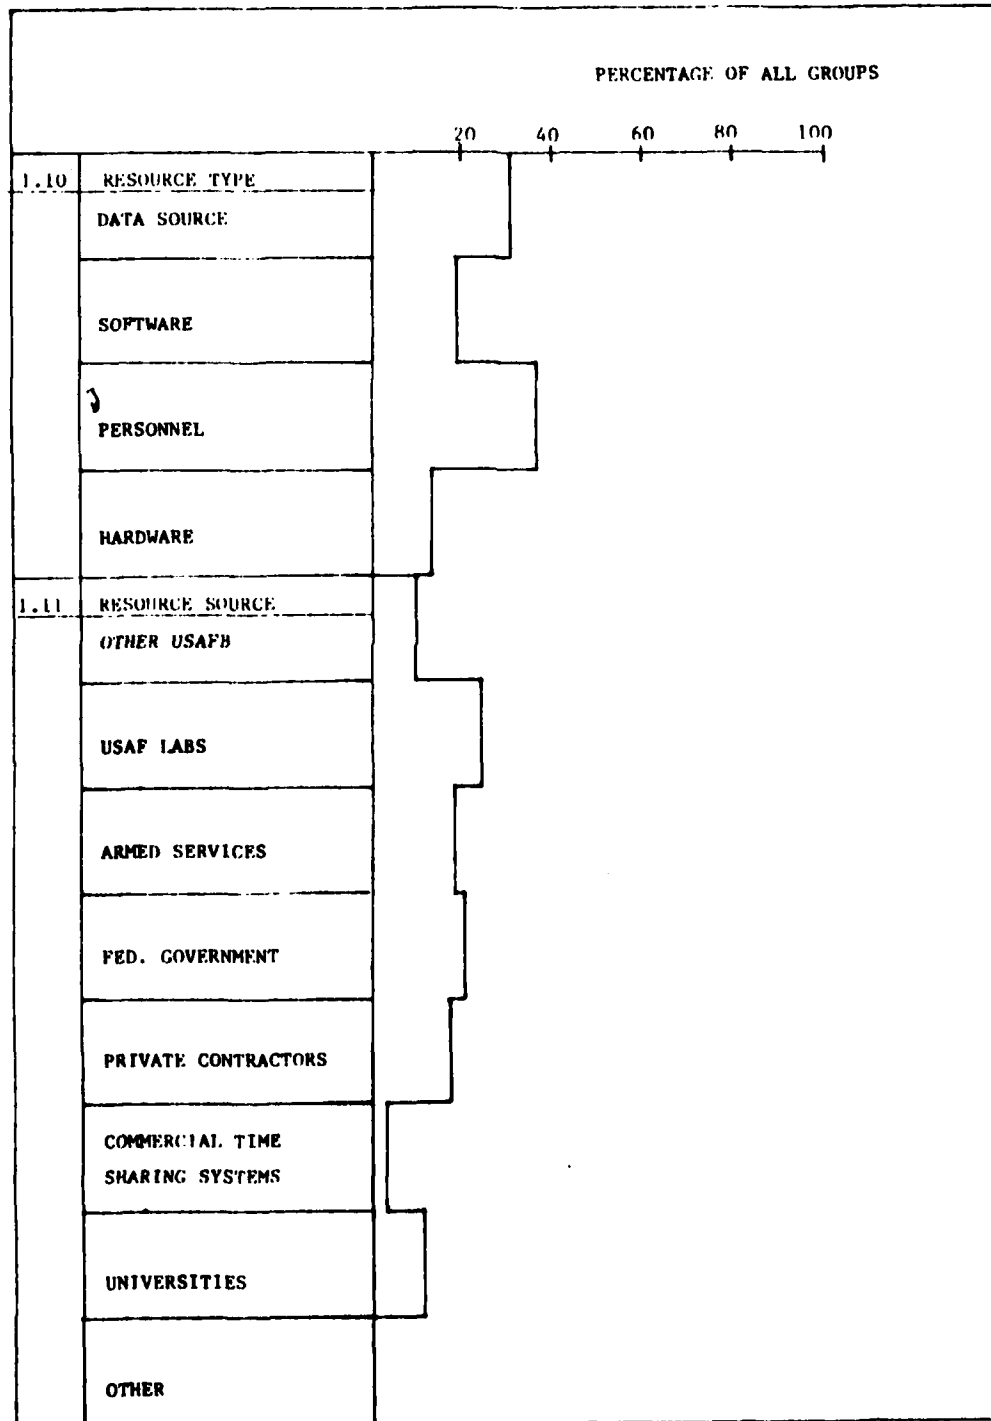 PERCENTAGE OF ALL GROUPS
20 40 60 80 100
1.10 RESOURCE TYPE
DATA SOURCE
SOFTWARE
PERSONNEL
HARDWARE
1.11 RESOURCE SOURCE
OTHER USAFB
USAF LABS
ARMED SERVICES
FED. GOVERNMENT
PRIVATE CONTRACTORS
COMMERCIAL TIME
SHARING SYSTEMS
UNIVERSITIES
OTHER